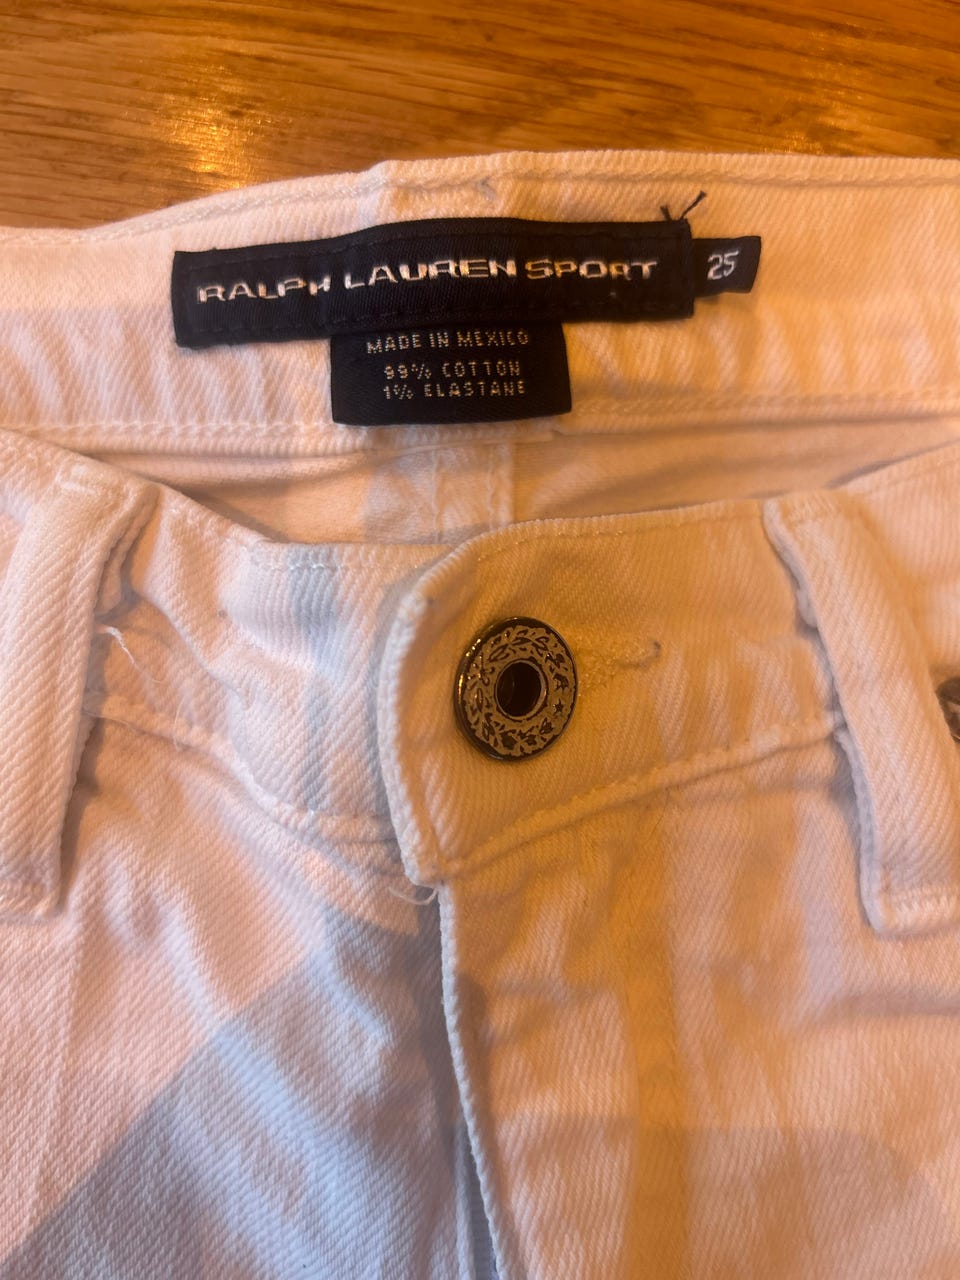 RALPH LAUREN SPORT
25
MADE IN MEXICO
99% COTTON
1% ELASTANE